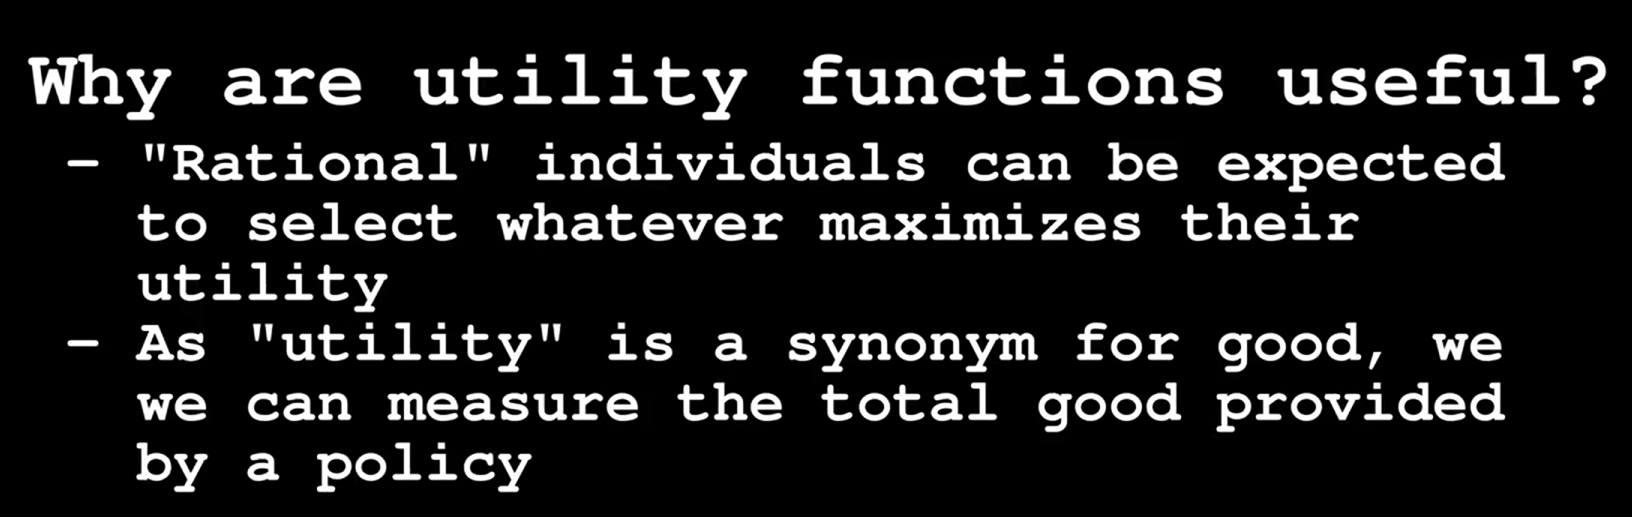 Why are utility functions useful?
- "Rational" individuals can be expected
to select whatever maximizes their
utility
- As "utility" is a synonym for good, we
we can measure the total good provided
by a policy